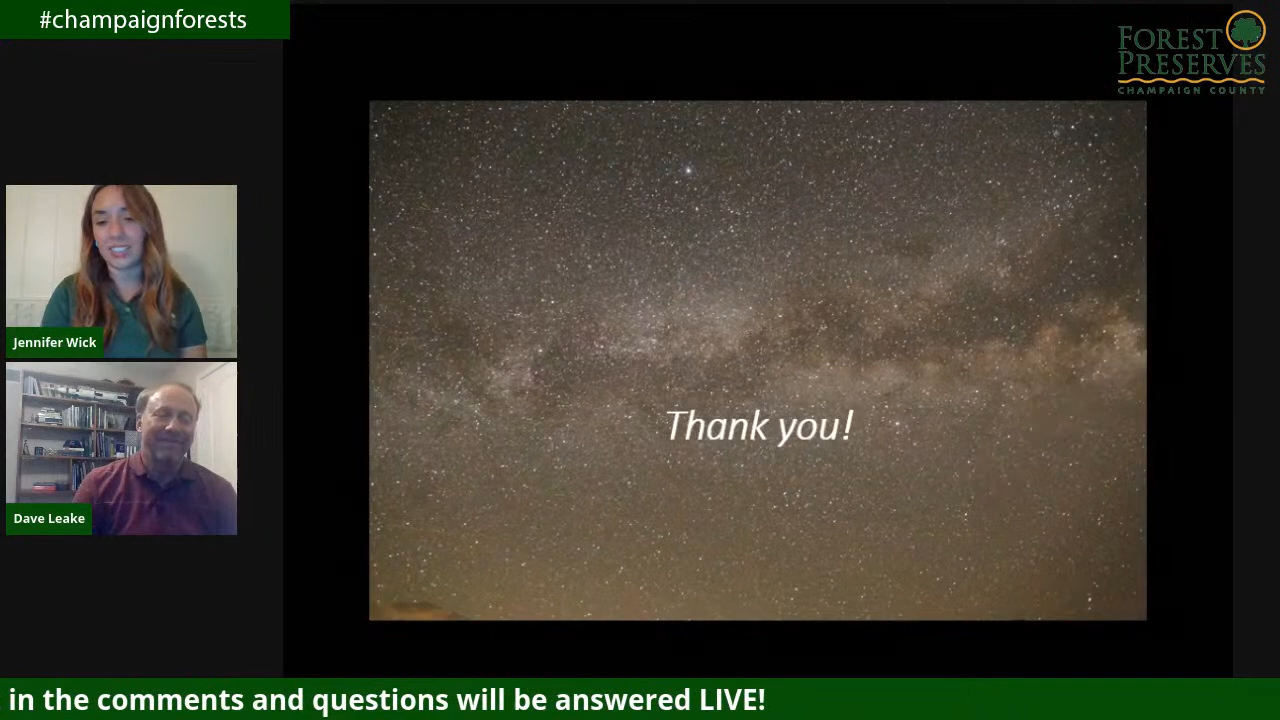 #champaignforests
FOREST
PRESERVES
CHAMPAIGN COUNTY
Jennifer Wick
Dave Leake
Thank you!
in the comments and questions will be answered LIVE!